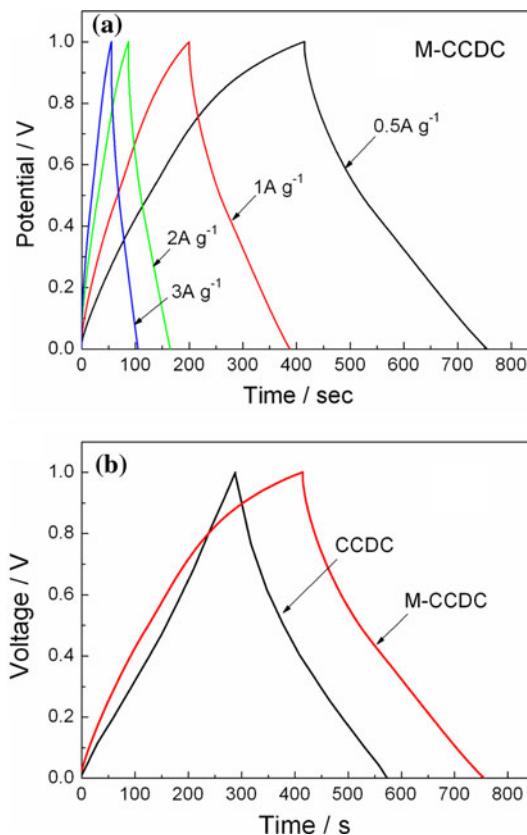 (a)
M-CCDC
1.0
0.8
0.6
0.4
0.2
0.0
Potential / V
0.5A g-1
1A g-1
2A g-1
3A g-1
0 100 200 300 400 500 600 700 800
Time / sec
(b)
1.0
0.8
0.6
0.4
0.2
0.0
Voltage / V
CCDC
M-CCDC
0 100 200 300 400 500 600 700 800
Time / s